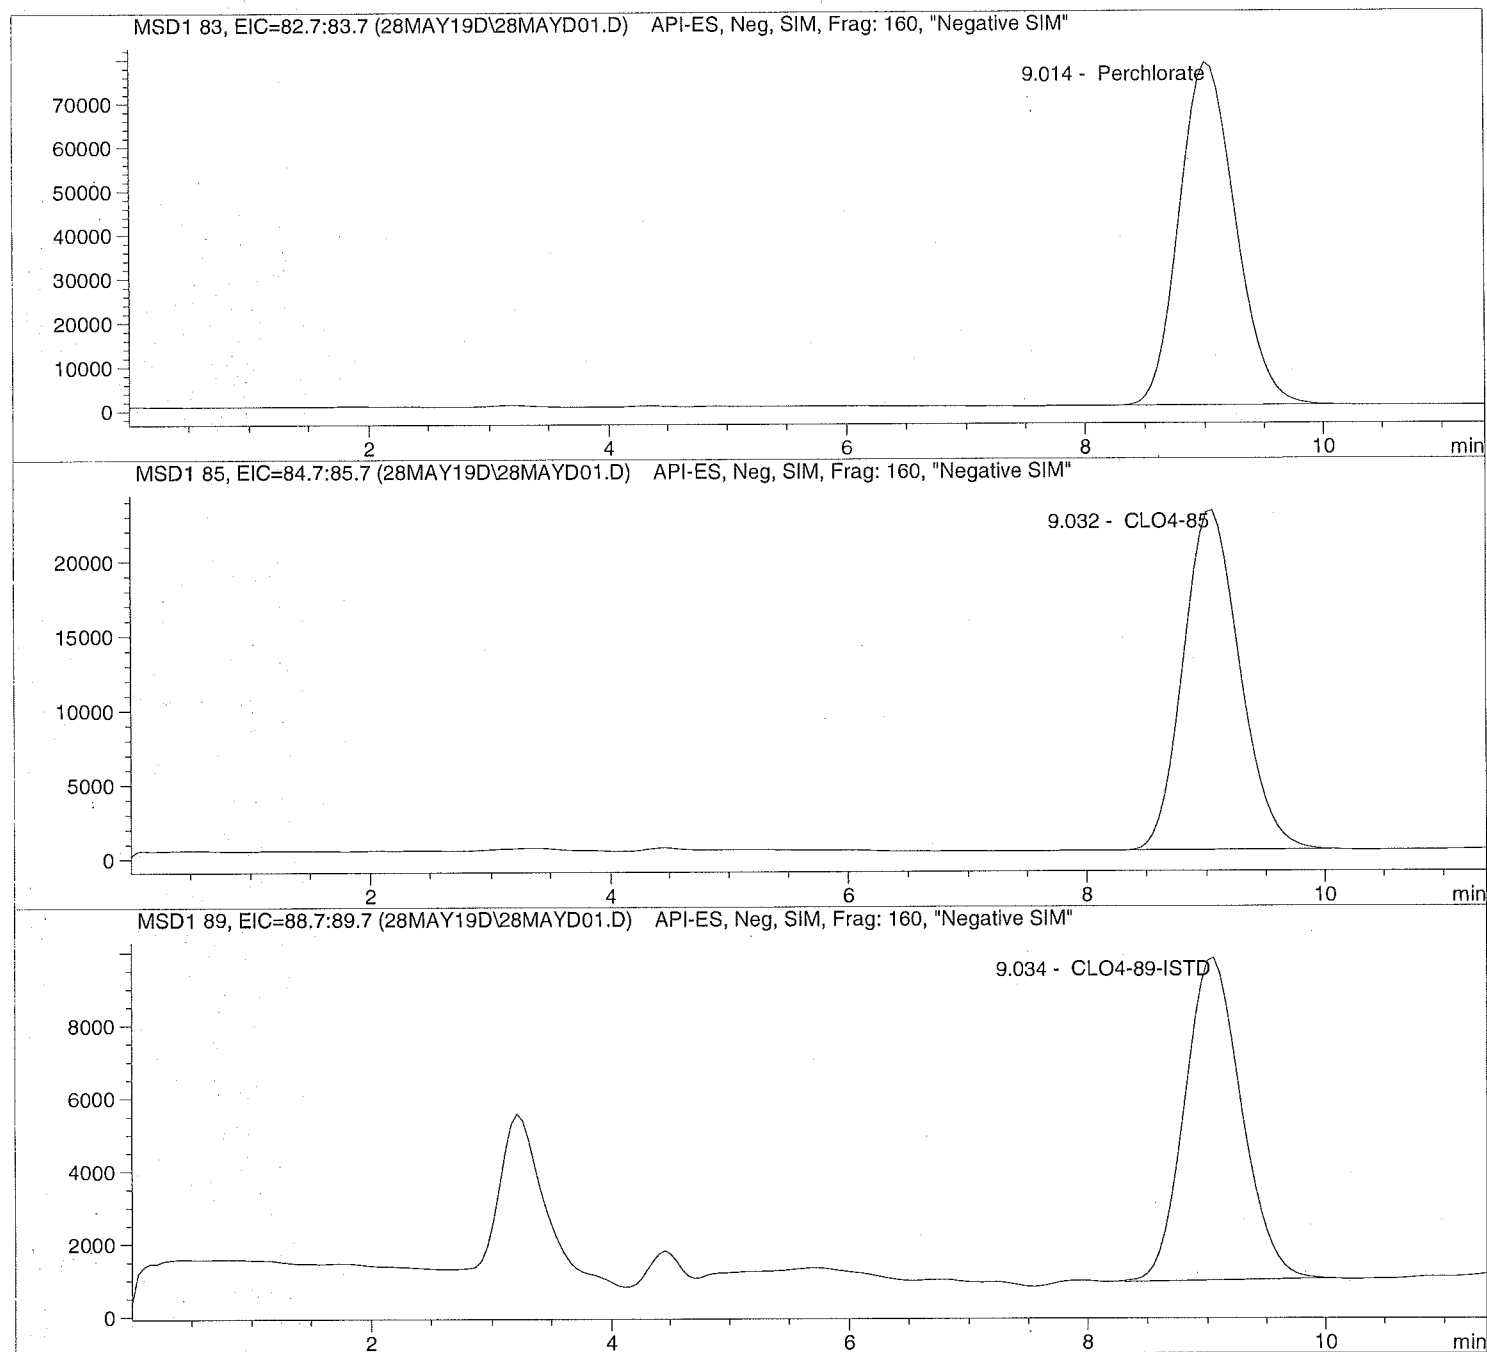 MSD1 83, EIC=82.7:83.7 (28MAY19D\28MAYD01.D) API-ES, Neg, SIM, Frag: 160, "Negative SIM"
9.014 - Perchlorate
70000
60000
50000
40000
30000
20000
10000
0
2 4 6 8 10 min
MSD1 85, EIC=84.7:85.7 (28MAY19D\28MAYD01.D) API-ES, Neg, SIM, Frag: 160, "Negative SIM"
9.032 - CLO4-85
20000
15000
10000
5000
0
2 4 6 8 10 min
MSD1 89, EIC=88.7:89.7 (28MAY19D\28MAYD01.D) API-ES, Neg, SIM, Frag: 160, "Negative SIM"
9.034 - CLO4-89-ISTD
8000
6000
4000
2000
0
2 4 6 8 10 min